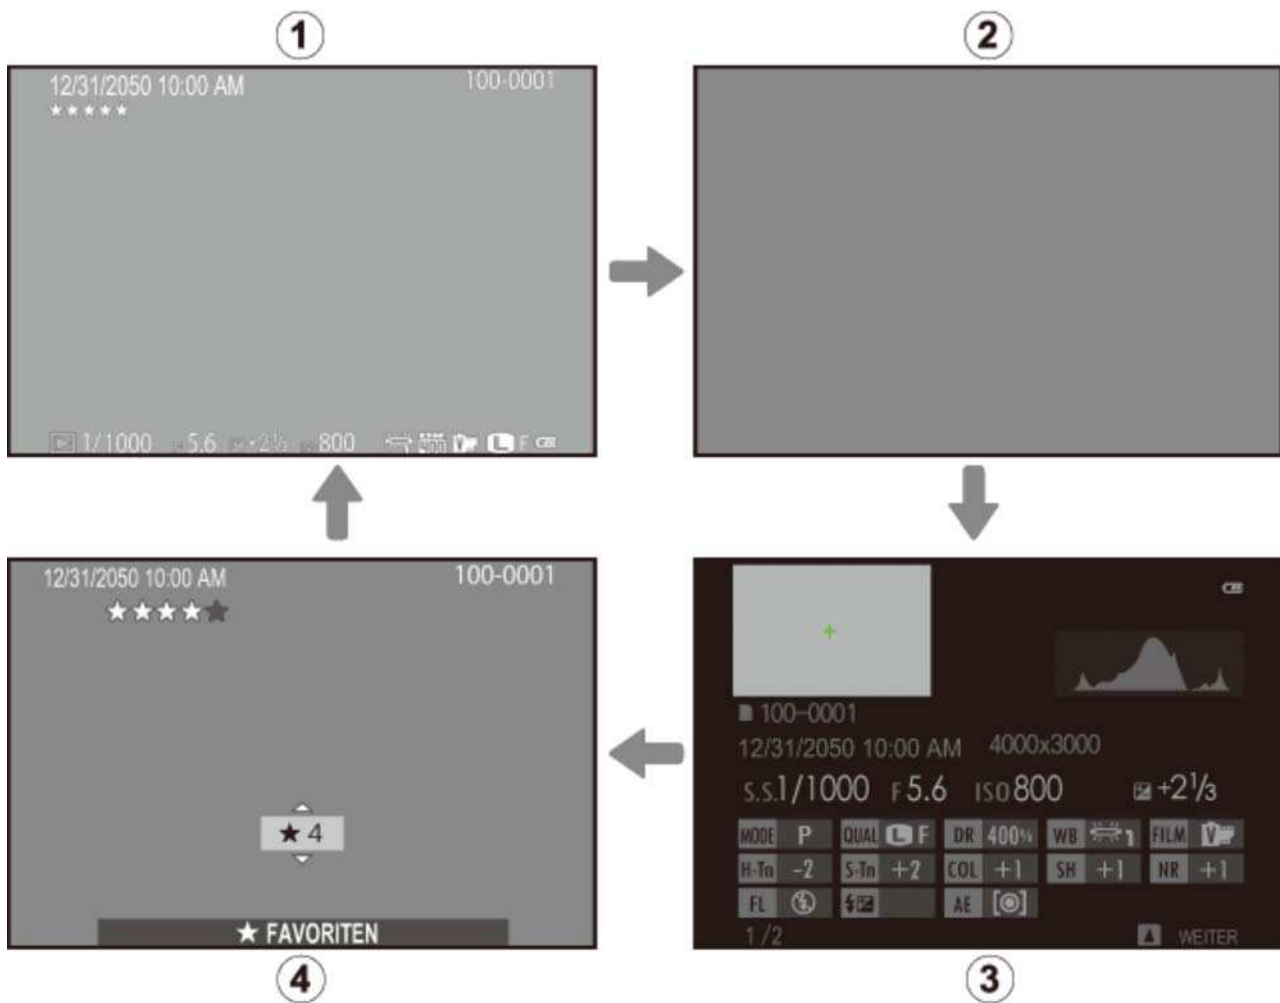 1
2
12/31/2050 10:00 AM 100-0001
1/1000 5.6 800 L F
12/31/2050 10:00 AM 100-0001
4
FAVORITEN
100-0001
12/31/2050 10:00 AM 4000x3000
S.S.1/1000 F5.6 ISO800 +2⅓
MODE P QUAL L F DR 400% WB 1 FILM V
H-Tn -2 S-Tn +2 COL +1 SH +1 NR +1
FL AE
1/2 WEITER
4
3